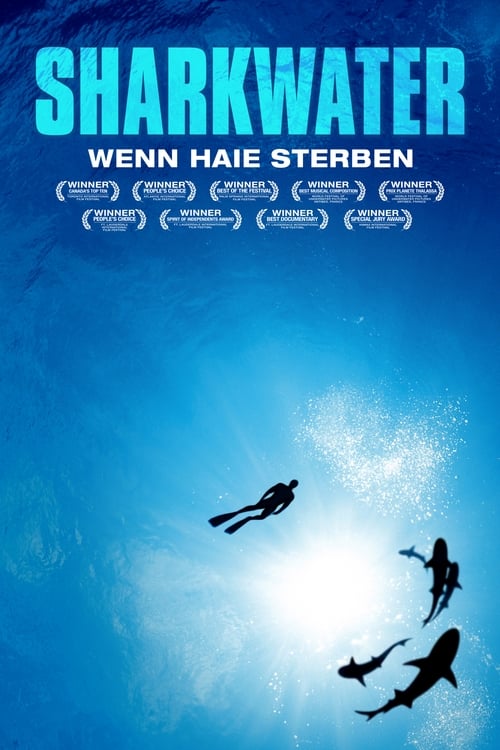 SHARKWATER
WENN HAIE STERBEN
WINNER WINNER WINNER WINNER WINNER
CANADA'S TOP TEN PEOPLE'S CHOICE BEST OF THE FESTIVAL BEST MUSICAL COMPOSITION PRIX PLANETE THALASSA
WINNER WINNER WINNER WINNER
PEOPLE'S CHOICE SPIRIT OF INDEPENDENTS AWARD BEST DOCUMENTARY SPECIAL JURY AWARD